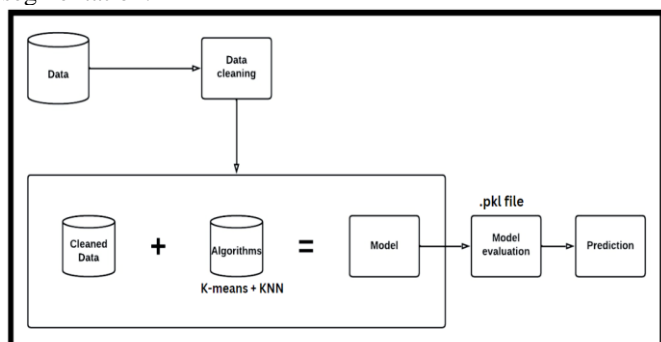 Data
Data
cleaning
.pkl file
Cleaned
Data
+
Algorithms
=
Model
Model
evaluation
Prediction
K-means + KNN